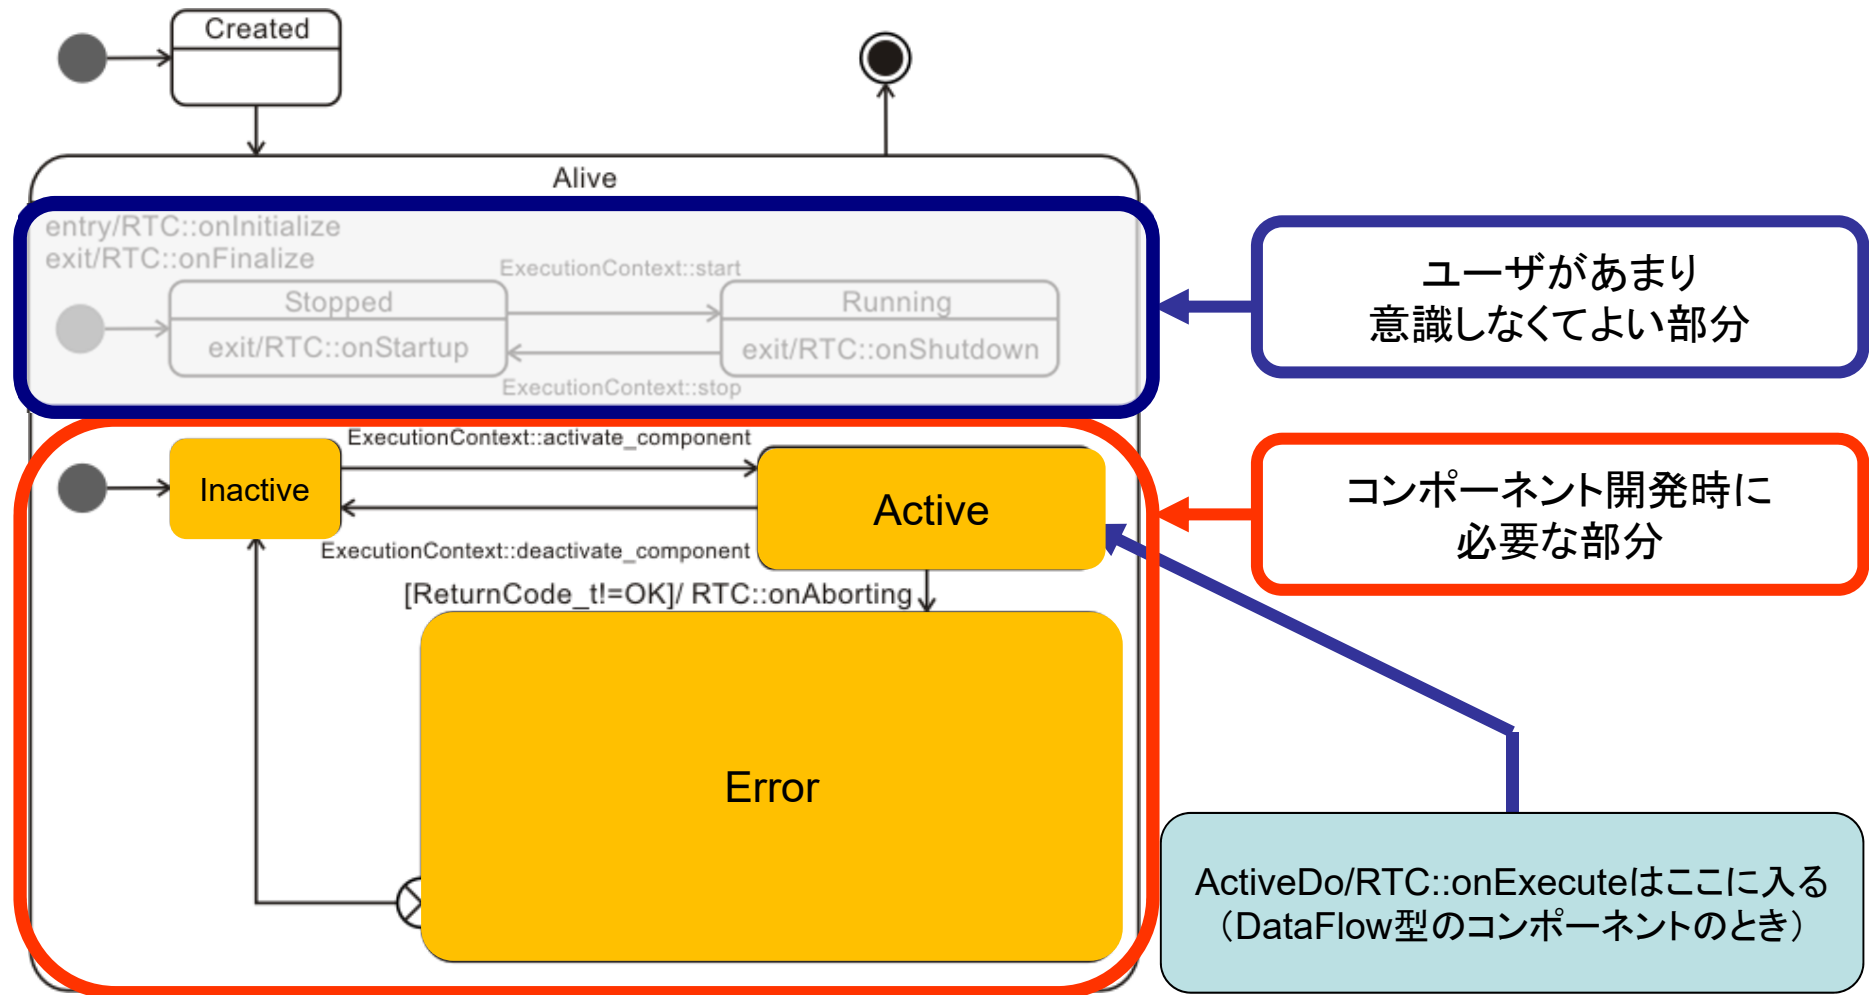 Created
Alive
entry/RTC::onInitialize
exit/RTC::onFinalize
ExecutionContext::start
Stopped
Running
exit/RTC::onStartup
exit/RTC::onShutdown
ExecutionContext::stop
ユーザがあまり
意識しなくてよい部分
ExecutionContext::activate_component
Inactive
Active
ExecutionContext::deactivate_component
[ReturnCode_t!=OK]/ RTC::onAborting
コンポーネント開発時に
必要な部分
Error
ActiveDo/RTC::onExecuteはここに入る
（DataFlow型のコンポーネントのとき）